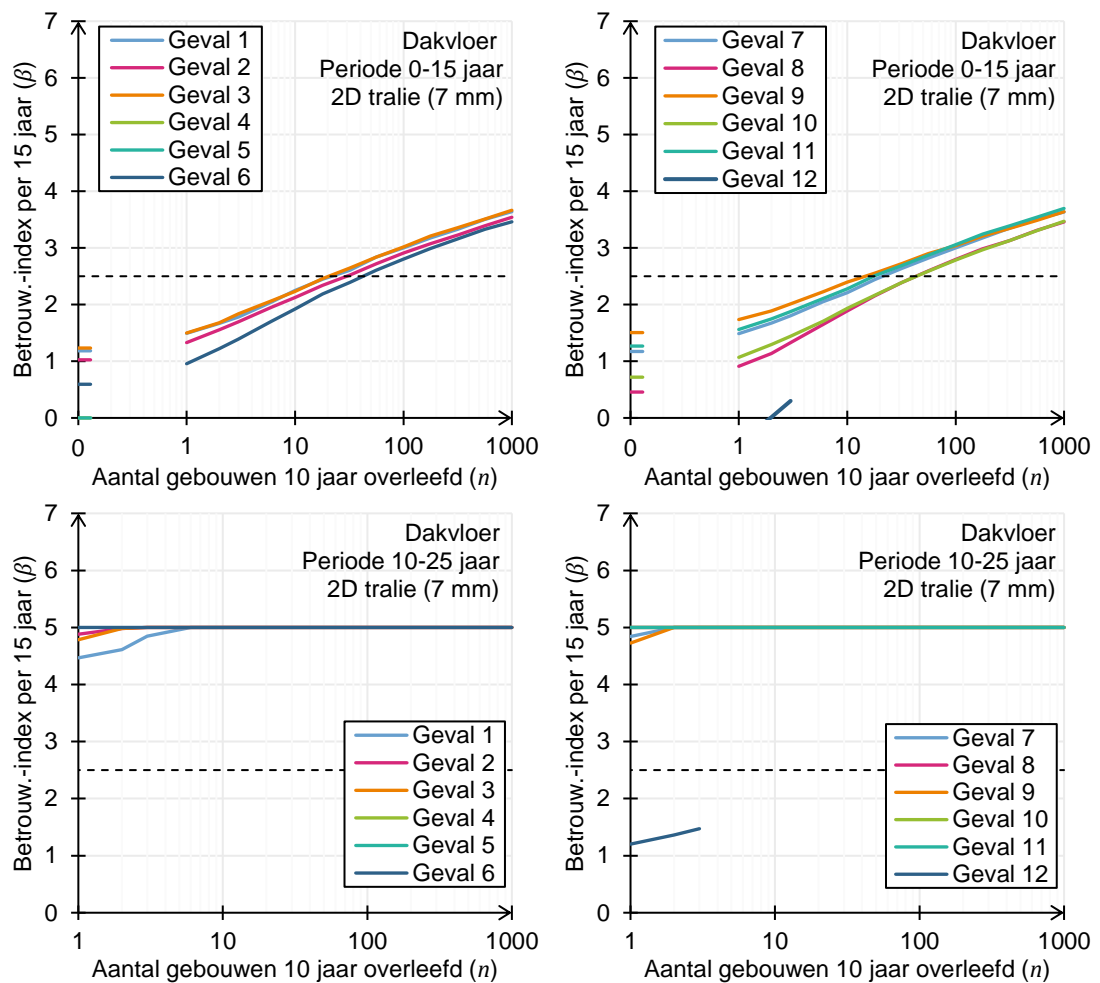 Betrouw.-index per 15 jaar (β)
7
6
5
4
3
2
1
0
Geval 1
Geval 2
Geval 3
Geval 4
Geval 5
Geval 6
Dakvloer
Periode 0-15 jaar
2D tralie (7 mm)
0 1 10 100 1000
Aantal gebouwen 10 jaar overleefd (n)
Betrouw.-index per 15 jaar (β)
7
6
5
4
3
2
1
0
Geval 7
Geval 8
Geval 9
Geval 10
Geval 11
Geval 12
Dakvloer
Periode 0-15 jaar
2D tralie (7 mm)
0 1 10 100 1000
Aantal gebouwen 10 jaar overleefd (n)
Betrouw.-index per 15 jaar (β)
7
6
5
4
3
2
1
0
Dakvloer
Periode 10-25 jaar
2D tralie (7 mm)
Geval 1
Geval 2
Geval 3
Geval 4
Geval 5
Geval 6
1 10 100 1000
Aantal gebouwen 10 jaar overleefd (n)
Betrouw.-index per 15 jaar (β)
7
6
5
4
3
2
1
0
Dakvloer
Periode 10-25 jaar
2D tralie (7 mm)
Geval 7
Geval 8
Geval 9
Geval 10
Geval 11
Geval 12
1 10 100 1000
Aantal gebouwen 10 jaar overleefd (n)